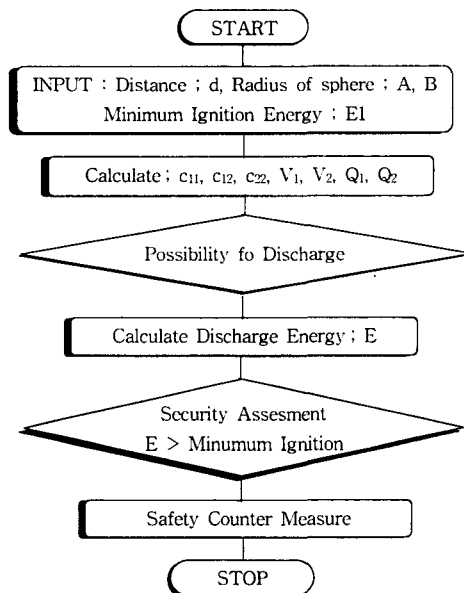 START
INPUT : Distance ; d, Radius of sphere ; A, B
Minimum Ignition Energy ; E1
Calculate ; c₁₁, c₁₂, c₂₂, V₁, V₂, Q₁, Q₂
Possibility fo Discharge
Calculate Discharge Energy ; E
Security Assesment
E > Minumum Ignition
Safety Counter Measure
STOP